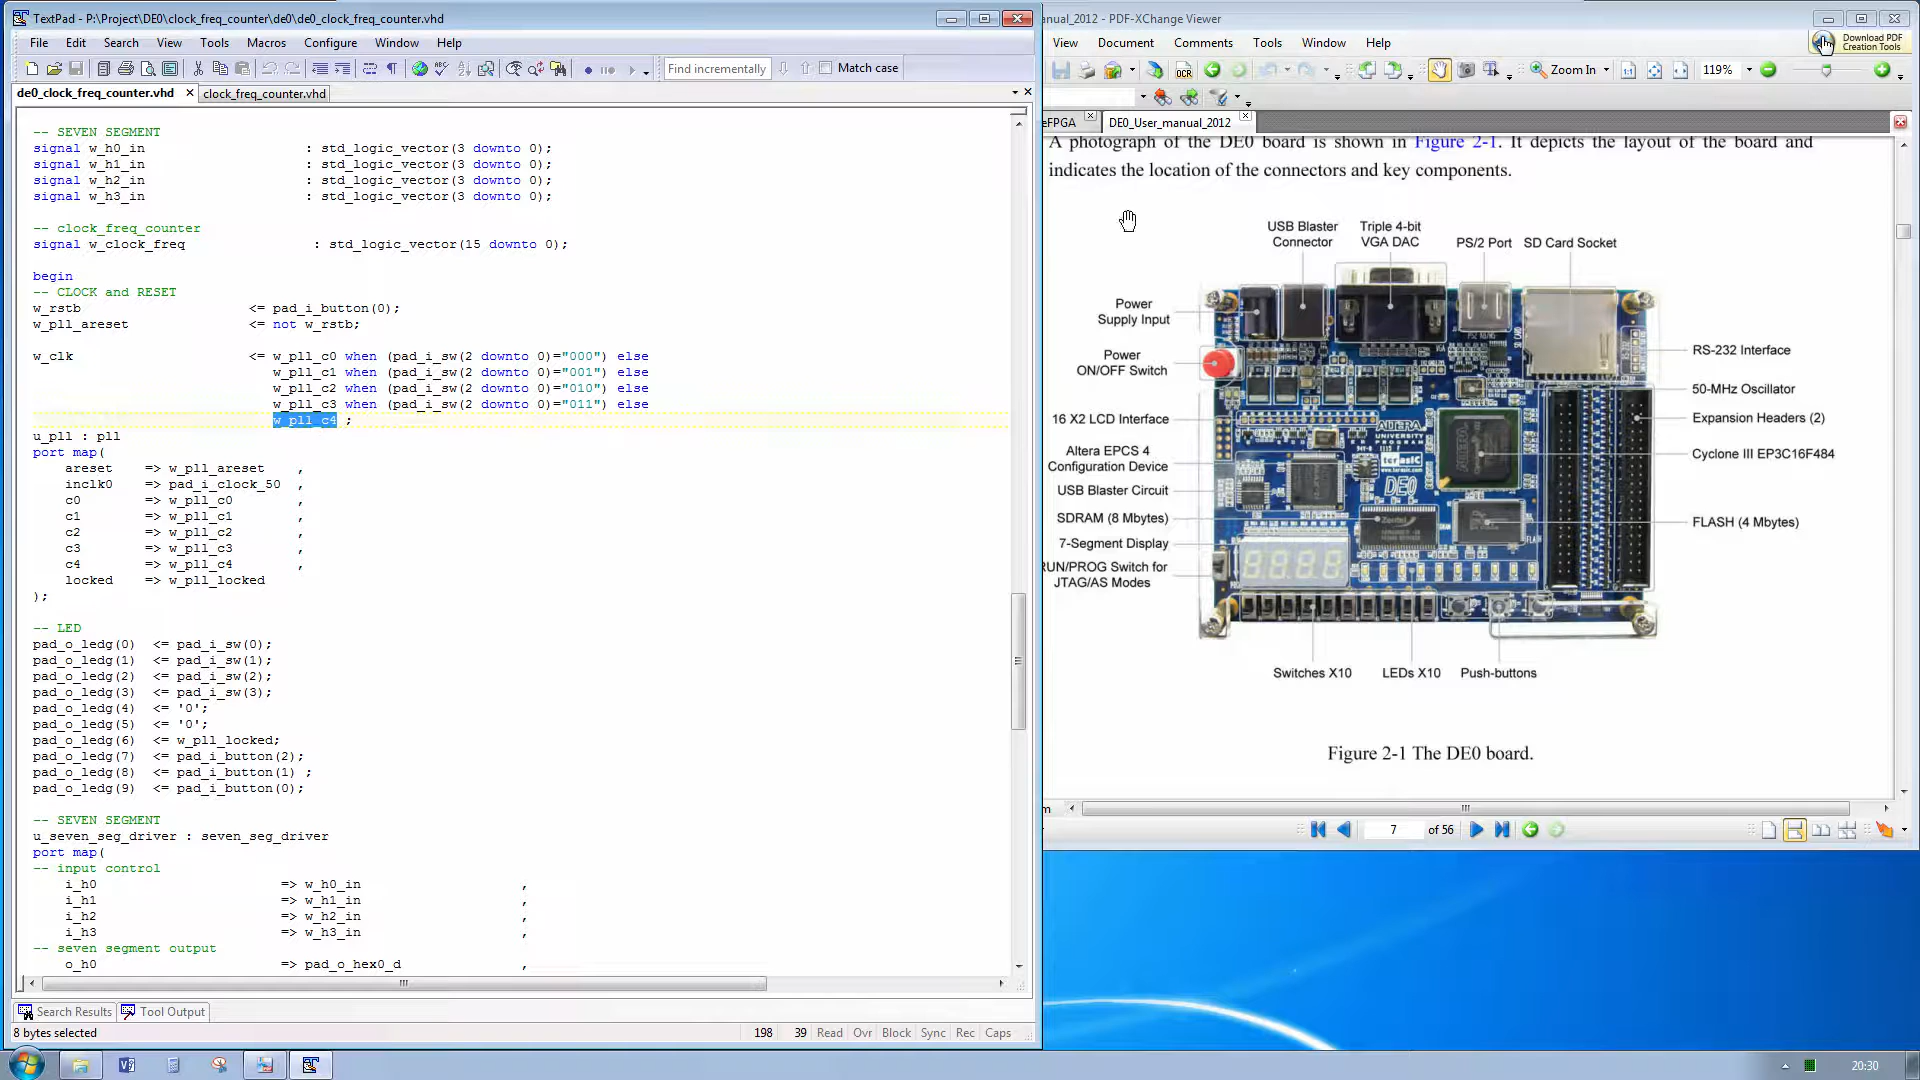 TextPad - P:\Project\DE0\clock_freq_counter\de0\de0_clock_freq_counter.vhd
File Edit Search View Tools Macros Configure Window Help
Find incrementally Match case
de0_clock_freq_counter.vhd clock_freq_counter.vhd
-- SEVEN SEGMENT
signal w_h0_in : std_logic_vector(3 downto 0);
signal w_h1_in : std_logic_vector(3 downto 0);
signal w_h2_in : std_logic_vector(3 downto 0);
signal w_h3_in : std_logic_vector(3 downto 0);
-- clock_freq_counter
signal w_clock_freq : std_logic_vector(15 downto 0);
begin
-- CLOCK and RESET
w_rstb <= pad_i_button(0);
w_pll_areset <= not w_rstb;
w_clk <= w_pll_c0 when (pad_i_sw(2 downto 0)="000") else
w_pll_c1 when (pad_i_sw(2 downto 0)="001") else
w_pll_c2 when (pad_i_sw(2 downto 0)="010") else
w_pll_c3 when (pad_i_sw(2 downto 0)="011") else
w_pll_c4 ;
u_pll : pll
port map(
areset => w_pll_areset ,
inclk0 => pad_i_clock_50 ,
c0 => w_pll_c0 ,
c1 => w_pll_c1 ,
c2 => w_pll_c2 ,
c3 => w_pll_c3 ,
c4 => w_pll_c4 ,
locked => w_pll_locked
);
-- LED
pad_o_ledg(0) <= pad_i_sw(0);
pad_o_ledg(1) <= pad_i_sw(1);
pad_o_ledg(2) <= pad_i_sw(2);
pad_o_ledg(3) <= pad_i_sw(3);
pad_o_ledg(4) <= '0';
pad_o_ledg(5) <= '0';
pad_o_ledg(6) <= w_pll_locked;
pad_o_ledg(7) <= pad_i_button(2);
pad_o_ledg(8) <= pad_i_button(1) ;
pad_o_ledg(9) <= pad_i_button(0);
-- SEVEN SEGMENT
u_seven_seg_driver : seven_seg_driver
port map(
-- input control
i_h0 => w_h0_in ,
i_h1 => w_h1_in ,
i_h2 => w_h2_in ,
i_h3 => w_h3_in ,
-- seven segment output
o_h0 => pad_o_hex0_d ,
Search Results Tool Output
8 bytes selected 198 39 Read Ovr Block Sync Rec Caps
anual_2012 - PDF-XChange Viewer
View Document Comments Tools Window Help
Download PDF
Creation Tools
OCR Zoom In 119%
eFPGA DE0_User_manual_2012
A photograph of the DE0 board is shown in Figure 2-1. It depicts the layout of the board and
indicates the location of the connectors and key components.
USB Blaster
Connector
Triple 4-bit
VGA DAC
PS/2 Port
SD Card Socket
Power
Supply Input
Power
ON/OFF Switch
16 X2 LCD Interface
Altera EPCS 4
Configuration Device
USB Blaster Circuit
SDRAM (8 Mbytes)
7-Segment Display
RUN/PROG Switch for
JTAG/AS Modes
RS-232 Interface
50-MHz Oscillator
Expansion Headers (2)
Cyclone III EP3C16F484
FLASH (4 Mbytes)
ALTERA
UNIVERSITY
PROGRAM
terasic
DE0
Switches X10
LEDs X10
Push-buttons
Figure 2-1 The DE0 board.
7 of 56
20:30